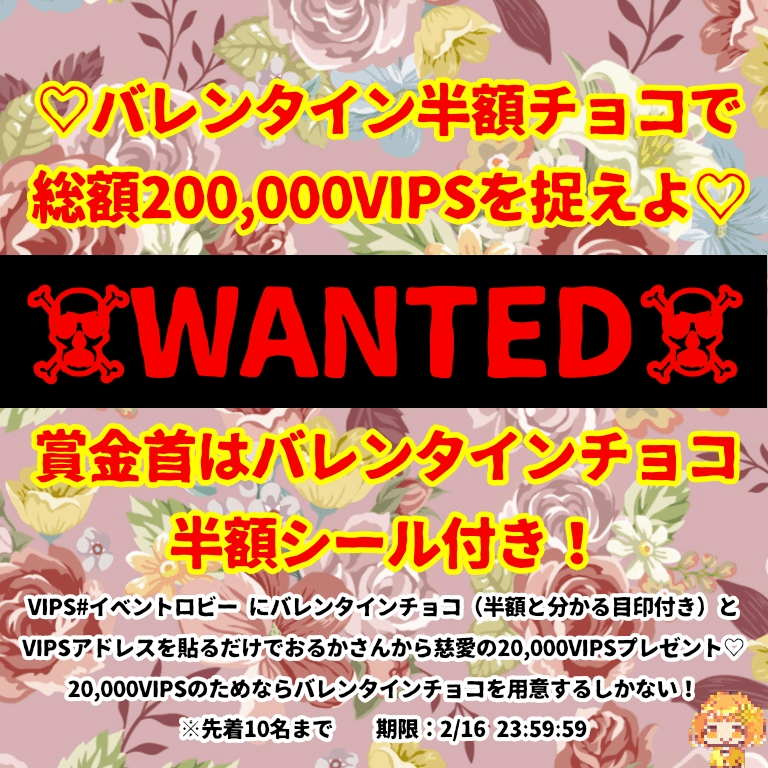 ♡バレンタイン半額チョコで
総額200,000VIPSを捉えよ♡
WANTED
賞金首はバレンタインチョコ
半額シール付き！
VIPS#イベントロビー にバレンタインチョコ（半額と分かる目印付き）と
VIPSアドレスを貼るだけでおるかさんから慈愛の20,000VIPSプレゼント♡
20,000VIPSのためならバレンタインチョコを用意するしかない！
※先着10名まで 期限：2/16 23:59:59